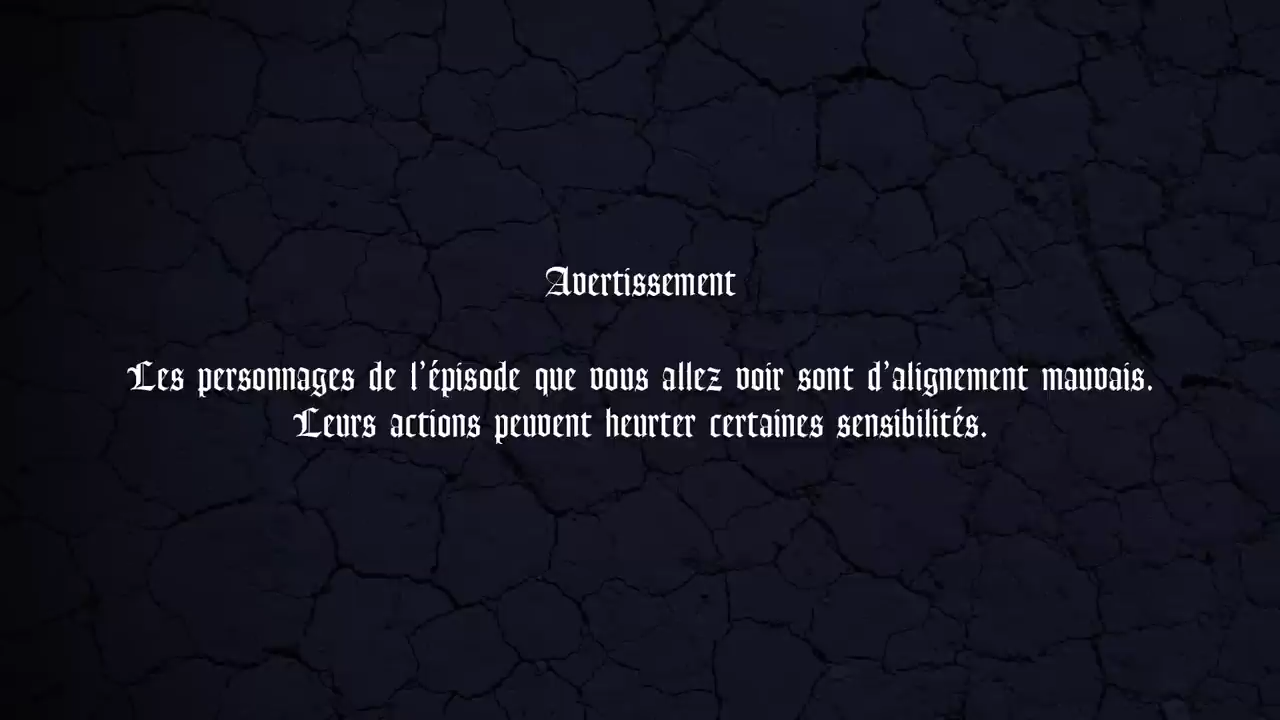 Avertissement
Les personnages de l'épisode que vous allez voir sont d'alignement mauvais.
Leurs actions peuvent heurter certaines sensibilités.